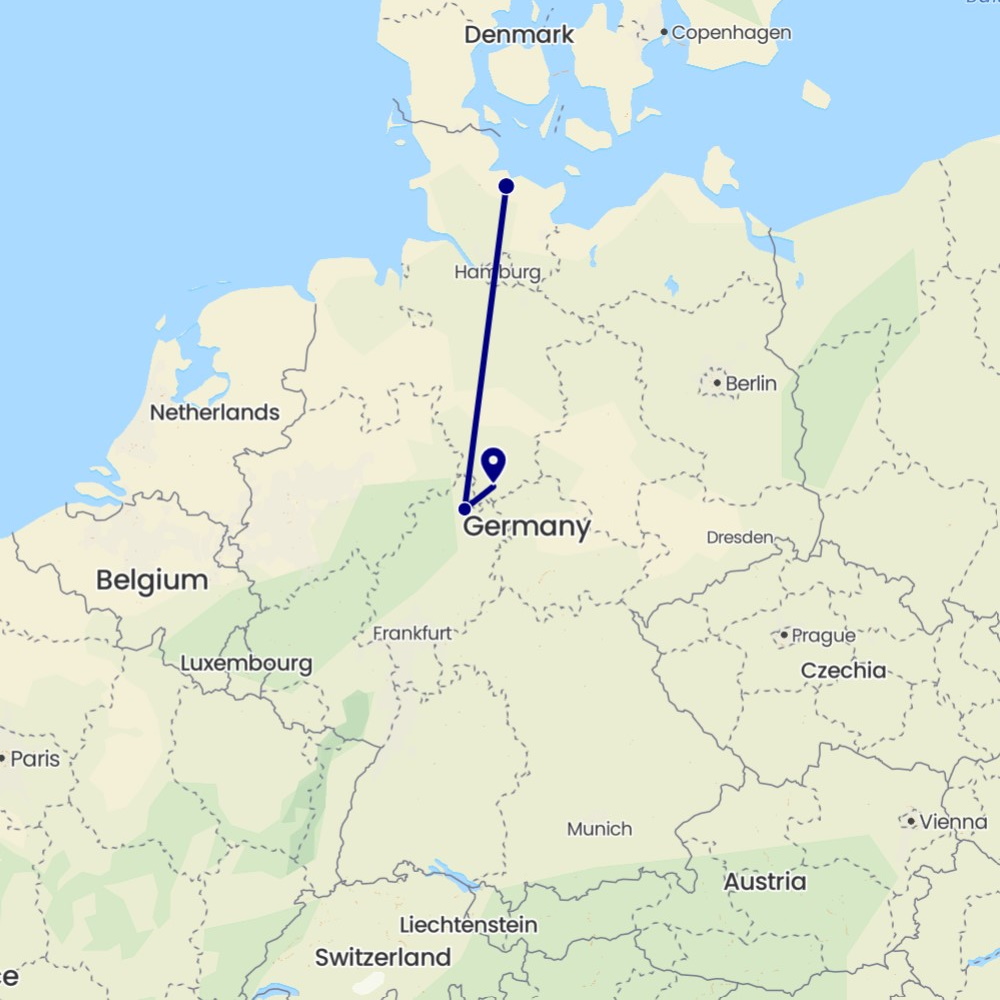 Denmark
Copenhagen
Hamburg
Berlin
Netherlands
Germany
Dresden
Belgium
Frankfurt
Prague
Luxembourg
Czechia
Paris
Munich
Vienna
Austria
Liechtenstein
Switzerland
ce